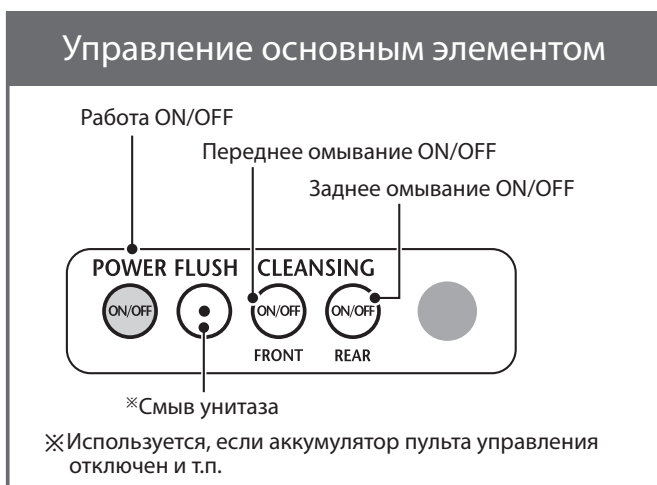 Управление основным элементом
Работа ON/OFF
Переднее омывание ON/OFF
Заднее омывание ON/OFF
POWER FLUSH CLEANSING
ON/OFF ON/OFF ON/OFF
FRONT REAR
※Смыв унитаза
※Используется, если аккумулятор пульта управления
отключен и т.п.